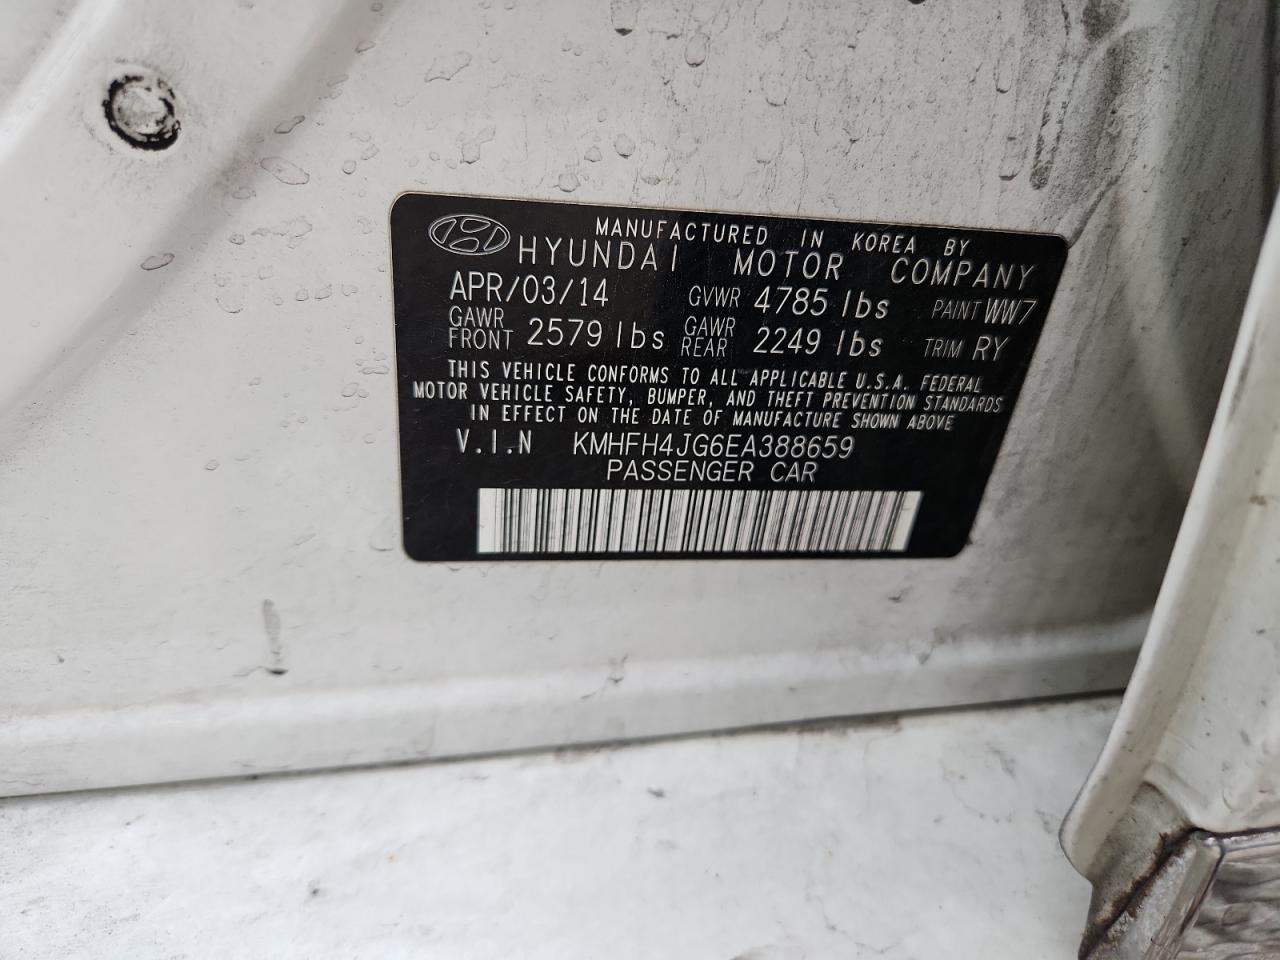 MANUFACTURED IN KOREA BY
HYUNDAI MOTOR COMPANY
APR/03/14 GVWR 4785 lbs PAINT WW7
GAWR FRONT 2579 lbs GAWR REAR 2249 lbs TRIM RY
THIS VEHICLE CONFORMS TO ALL APPLICABLE U.S.A. FEDERAL
MOTOR VEHICLE SAFETY, BUMPER, AND THEFT PREVENTION STANDARDS
IN EFFECT ON THE DATE OF MANUFACTURE SHOWN ABOVE
V.I.N KMHFH4JG6EA388659
PASSENGER CAR